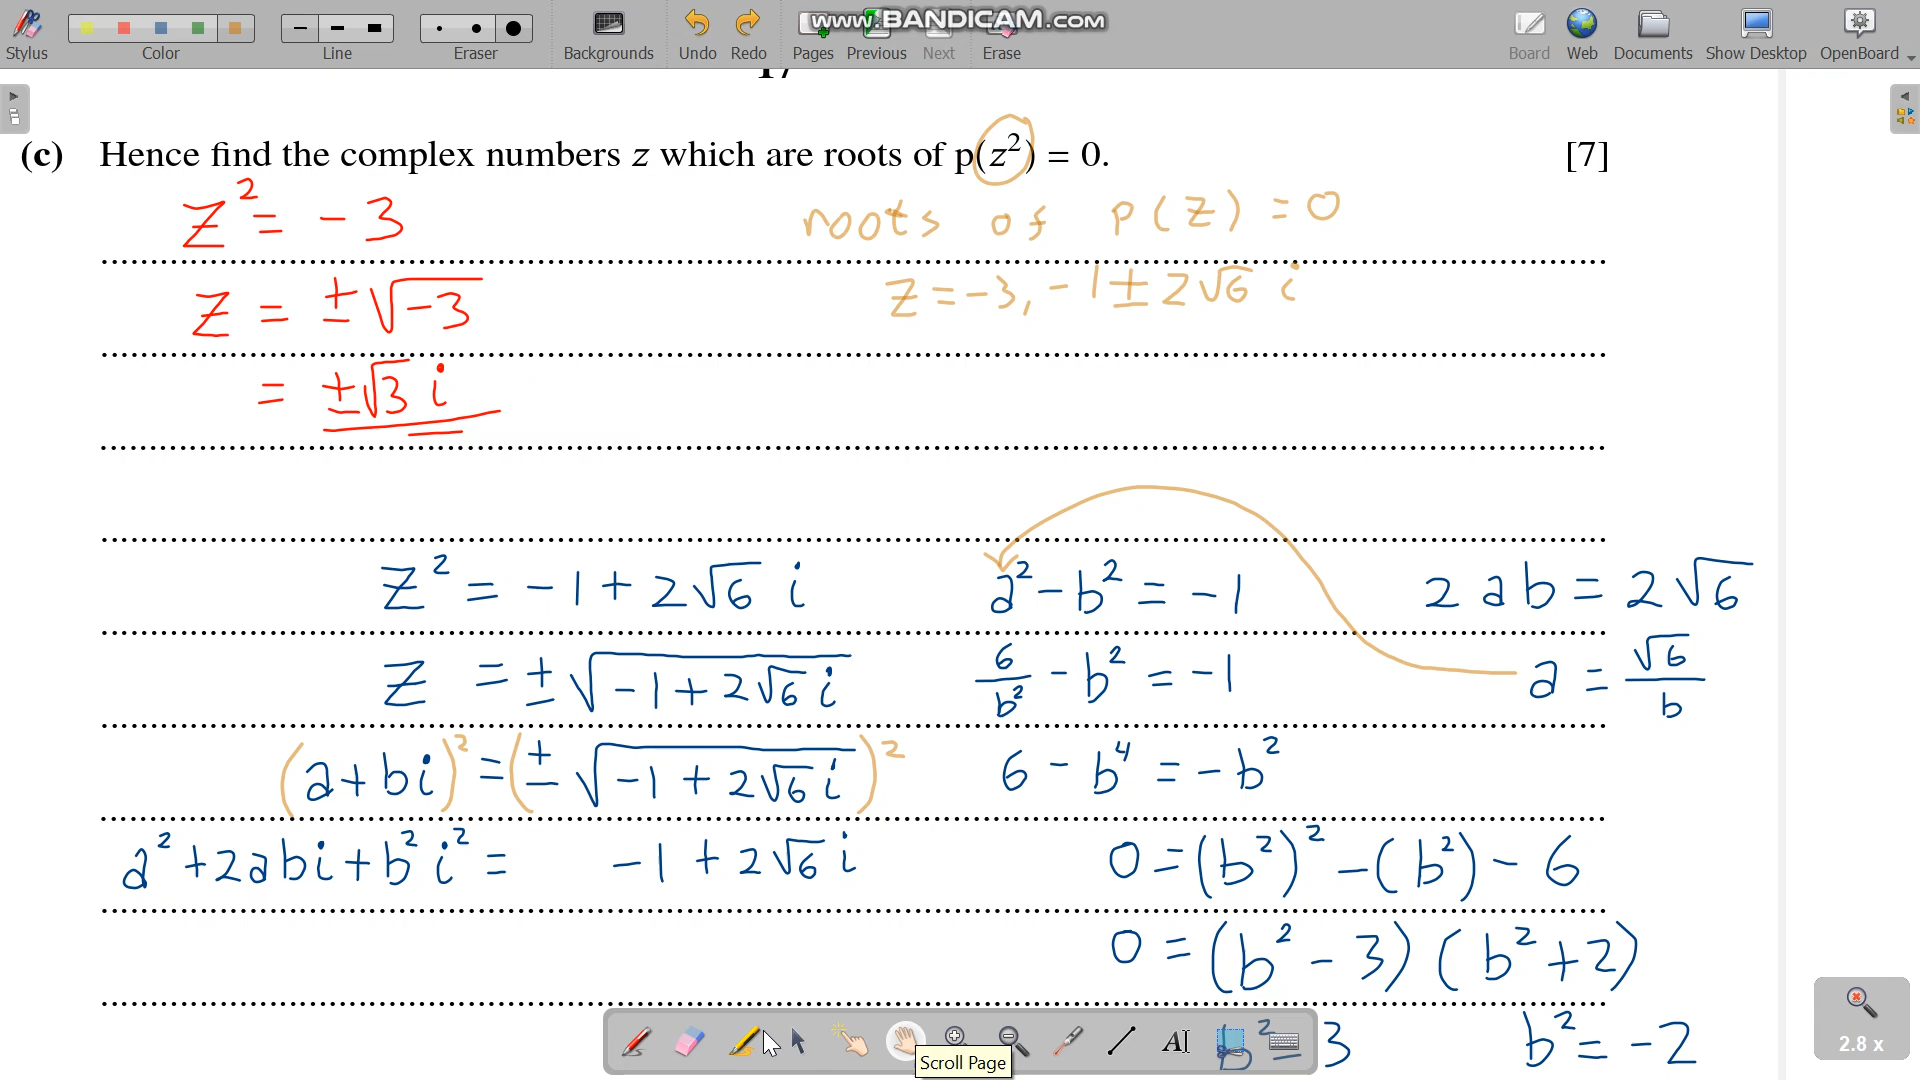 www.BANDICAM.com
Stylus Color Line Eraser Backgrounds Undo Redo Pages Previous Next Erase Board Web Documents Show Desktop OpenBoard
(c) Hence find the complex numbers z which are roots of p(z²) = 0. [7]
z² = -3
roots of p(z) = 0
z = ±√-3
z = -3, -1 ± 2√6 i
= ±√3 i
z² = -1 + 2√6 i
a² - b² = -1
2ab = 2√6
z = ±√(-1 + 2√6 i)
6/b² - b² = -1
a = √6/b
(a + bi)² = (±√(-1 + 2√6 i))²
6 - b⁴ = -b²
a² + 2abi + b²i² = -1 + 2√6 i
0 = (b²)² - (b²) - 6
0 = (b² - 3)(b² + 2)
b² = 3
b² = -2
Scroll Page
2.8 x